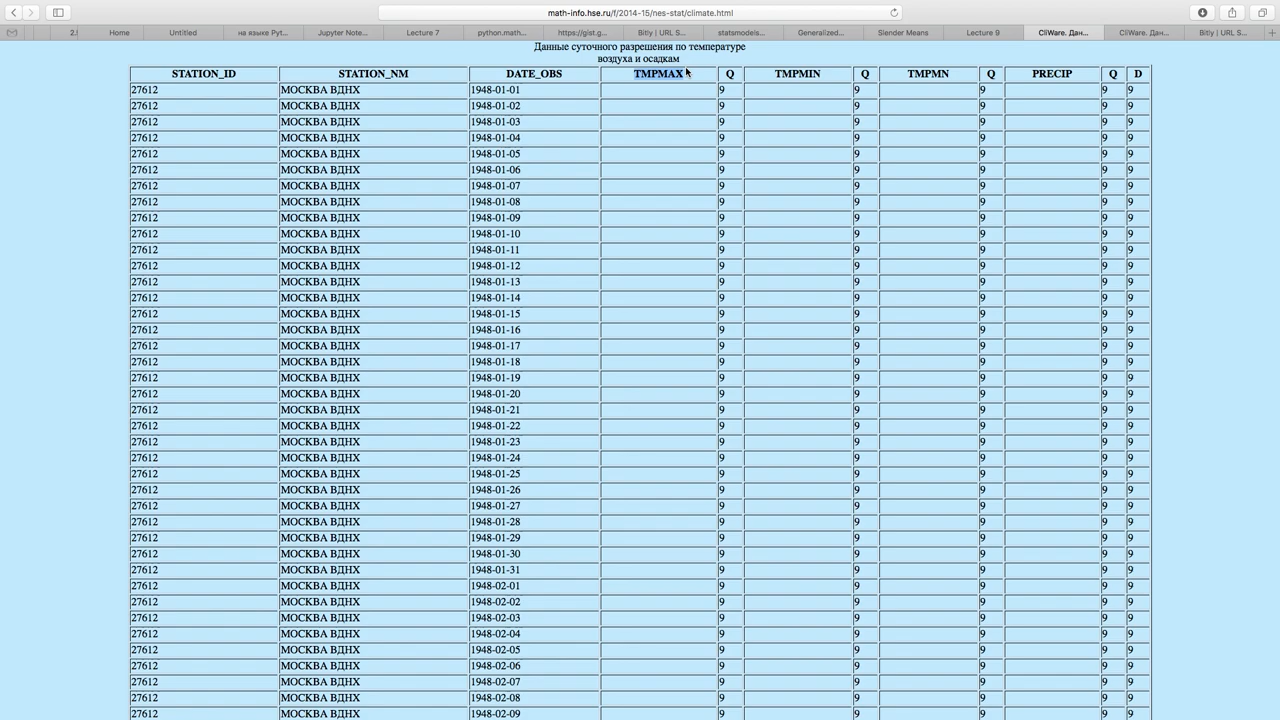 math-info.hse.ru/f/2014-15/nes-stat/climate.html
2.! Home Untitled на языке Pyt... Jupyter Note... Lecture 7 python.math... https://gist.g... Bitly | URL S... statsmodels... Generalized... Slender Means Lecture 9 CliWare. Дан... CliWare. Дан... Bitly | URL S...
Данные суточного разрешения по температуре
воздуха и осадкам
STATION_ID STATION_NM DATE_OBS TMPMAX Q TMPMIN Q TMPMN Q PRECIP Q D
27612 МОСКВА ВДНХ 1948-01-01 9 9 9 9 9
27612 МОСКВА ВДНХ 1948-01-02 9 9 9 9 9
27612 МОСКВА ВДНХ 1948-01-03 9 9 9 9 9
27612 МОСКВА ВДНХ 1948-01-04 9 9 9 9 9
27612 МОСКВА ВДНХ 1948-01-05 9 9 9 9 9
27612 МОСКВА ВДНХ 1948-01-06 9 9 9 9 9
27612 МОСКВА ВДНХ 1948-01-07 9 9 9 9 9
27612 МОСКВА ВДНХ 1948-01-08 9 9 9 9 9
27612 МОСКВА ВДНХ 1948-01-09 9 9 9 9 9
27612 МОСКВА ВДНХ 1948-01-10 9 9 9 9 9
27612 МОСКВА ВДНХ 1948-01-11 9 9 9 9 9
27612 МОСКВА ВДНХ 1948-01-12 9 9 9 9 9
27612 МОСКВА ВДНХ 1948-01-13 9 9 9 9 9
27612 МОСКВА ВДНХ 1948-01-14 9 9 9 9 9
27612 МОСКВА ВДНХ 1948-01-15 9 9 9 9 9
27612 МОСКВА ВДНХ 1948-01-16 9 9 9 9 9
27612 МОСКВА ВДНХ 1948-01-17 9 9 9 9 9
27612 МОСКВА ВДНХ 1948-01-18 9 9 9 9 9
27612 МОСКВА ВДНХ 1948-01-19 9 9 9 9 9
27612 МОСКВА ВДНХ 1948-01-20 9 9 9 9 9
27612 МОСКВА ВДНХ 1948-01-21 9 9 9 9 9
27612 МОСКВА ВДНХ 1948-01-22 9 9 9 9 9
27612 МОСКВА ВДНХ 1948-01-23 9 9 9 9 9
27612 МОСКВА ВДНХ 1948-01-24 9 9 9 9 9
27612 МОСКВА ВДНХ 1948-01-25 9 9 9 9 9
27612 МОСКВА ВДНХ 1948-01-26 9 9 9 9 9
27612 МОСКВА ВДНХ 1948-01-27 9 9 9 9 9
27612 МОСКВА ВДНХ 1948-01-28 9 9 9 9 9
27612 МОСКВА ВДНХ 1948-01-29 9 9 9 9 9
27612 МОСКВА ВДНХ 1948-01-30 9 9 9 9 9
27612 МОСКВА ВДНХ 1948-01-31 9 9 9 9 9
27612 МОСКВА ВДНХ 1948-02-01 9 9 9 9 9
27612 МОСКВА ВДНХ 1948-02-02 9 9 9 9 9
27612 МОСКВА ВДНХ 1948-02-03 9 9 9 9 9
27612 МОСКВА ВДНХ 1948-02-04 9 9 9 9 9
27612 МОСКВА ВДНХ 1948-02-05 9 9 9 9 9
27612 МОСКВА ВДНХ 1948-02-06 9 9 9 9 9
27612 МОСКВА ВДНХ 1948-02-07 9 9 9 9 9
27612 МОСКВА ВДНХ 1948-02-08 9 9 9 9 9
27612 МОСКВА ВДНХ 1948-02-09 9 9 9 9 9